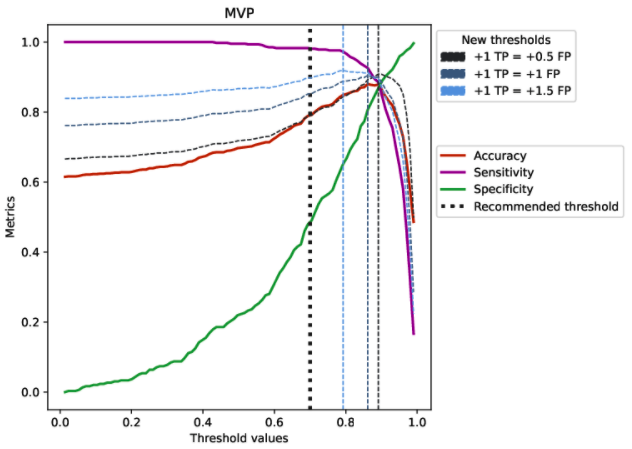 MVP
1.0
0.8
0.6
0.4
0.2
0.0
Metrics
0.0 0.2 0.4 0.6 0.8 1.0
Threshold values
New thresholds
+1 TP = +0.5 FP
+1 TP = +1 FP
+1 TP = +1.5 FP
Accuracy
Sensitivity
Specificity
Recommended threshold